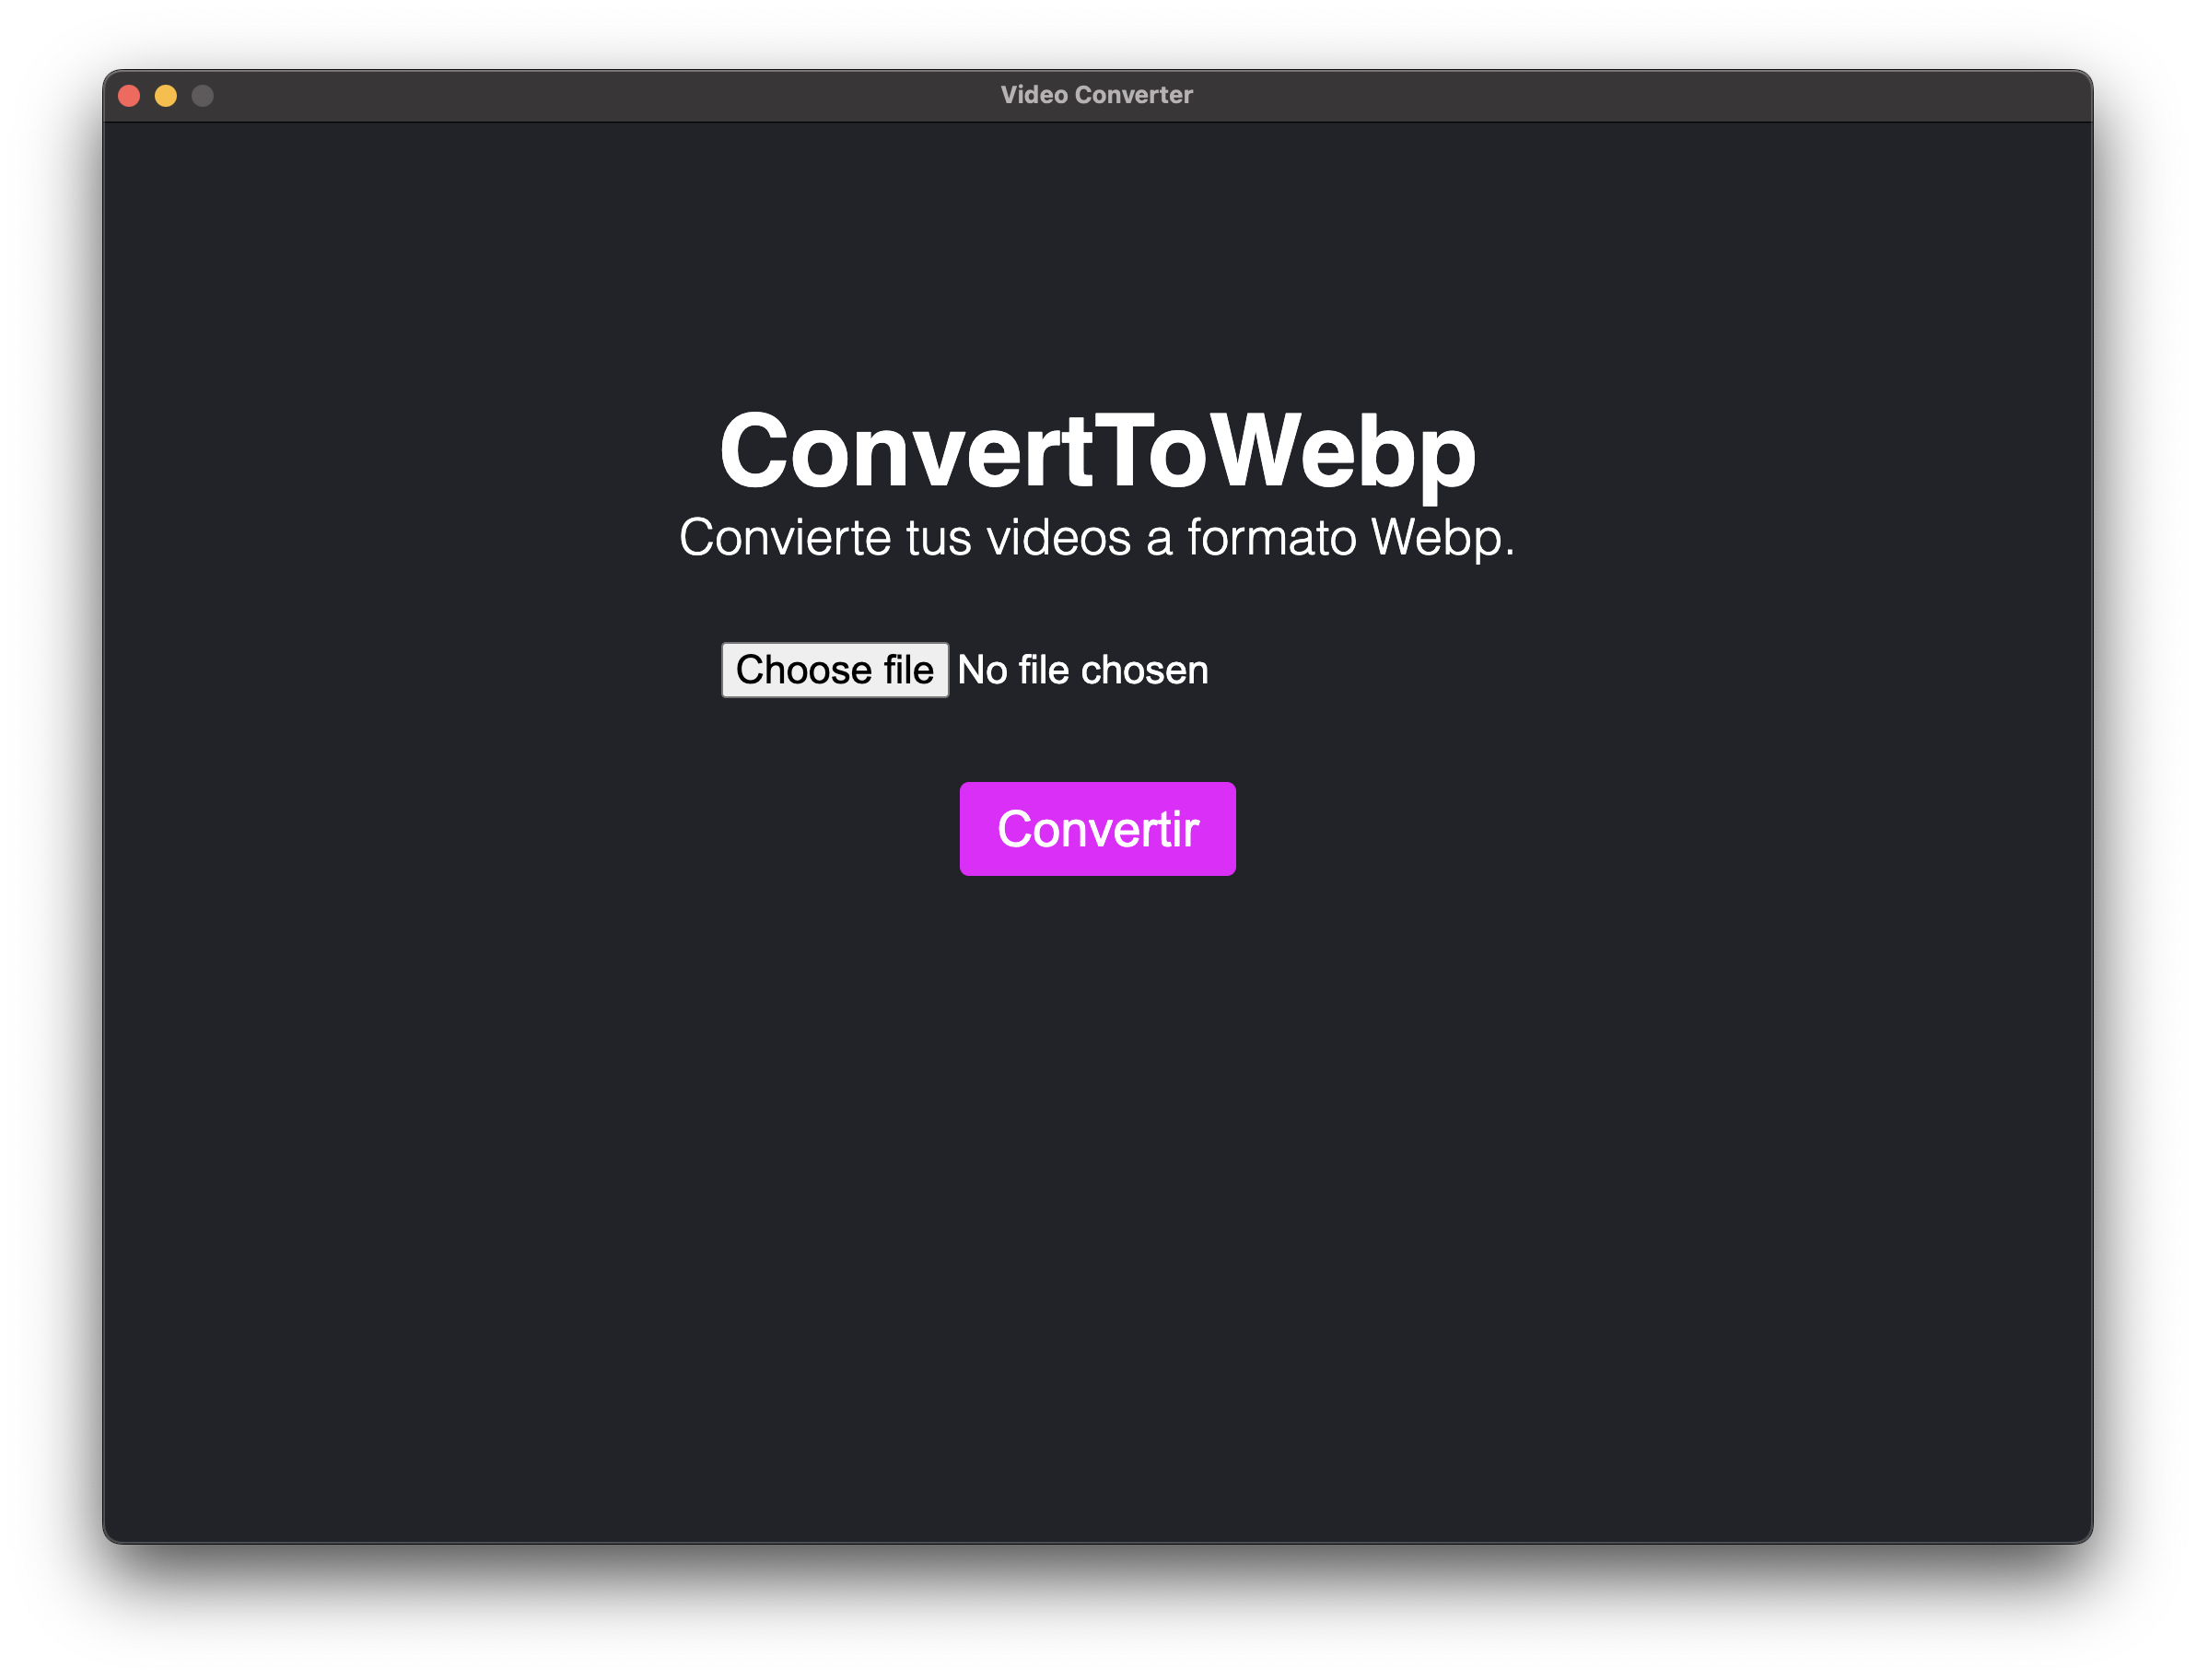 Video Converter
ConvertToWebp
Convierte tus videos a formato Webp.
Choose file No file chosen
Convertir